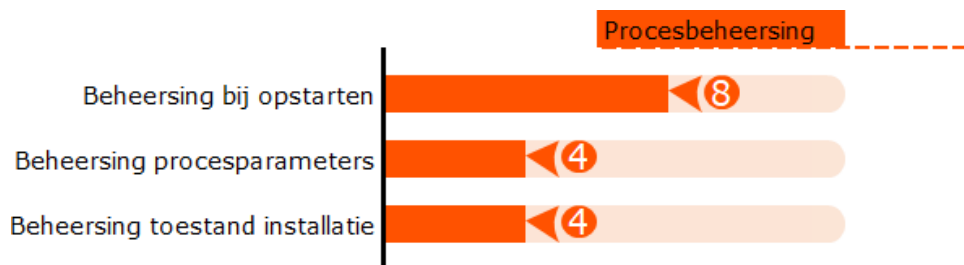 Procesbeheersing
Beheersing bij opstarten 8
Beheersing procesparameters 4
Beheersing toestand installatie 4